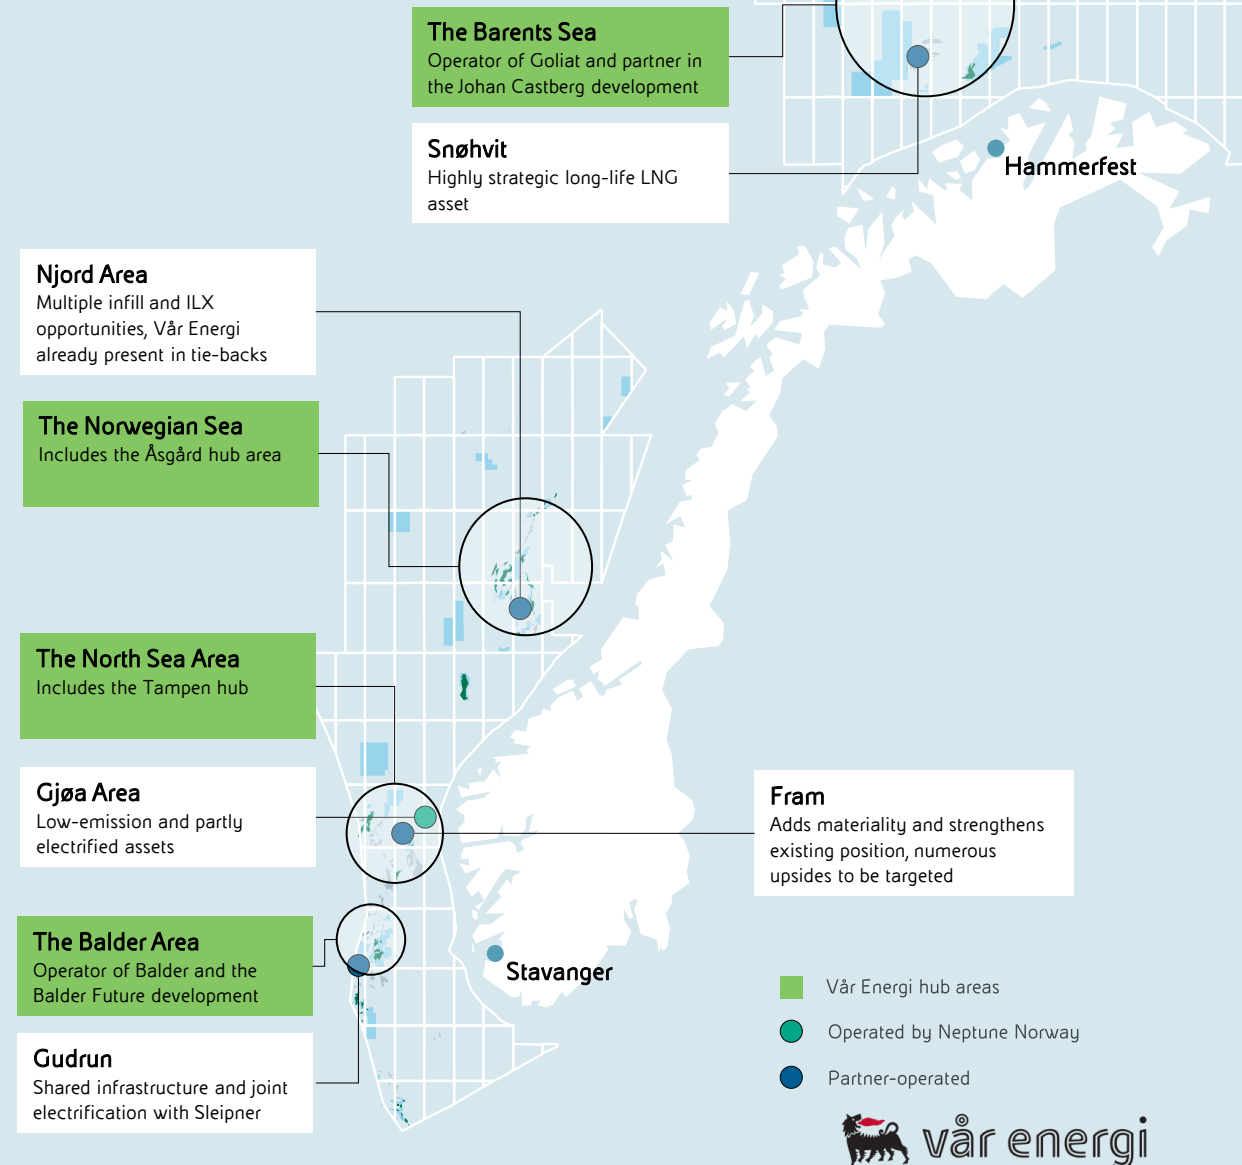 The Barents Sea
Operator of Goliat and partner in
the Johan Castberg development
Snøhvit
Highly strategic long-life LNG
asset
Hammerfest
Njord Area
Multiple infill and ILX
opportunities, Vår Energi
already present in tie-backs
The Norwegian Sea
Includes the Åsgård hub area
The North Sea Area
Includes the Tampen hub
Gjøa Area
Low-emission and partly
electrified assets
Fram
Adds materiality and strengthens
existing position, numerous
upsides to be targeted
The Balder Area
Operator of Balder and the
Balder Future development
Stavanger
Gudrun
Shared infrastructure and joint
electrification with Sleipner
Vår Energi hub areas
Operated by Neptune Norway
Partner-operated
vår energi